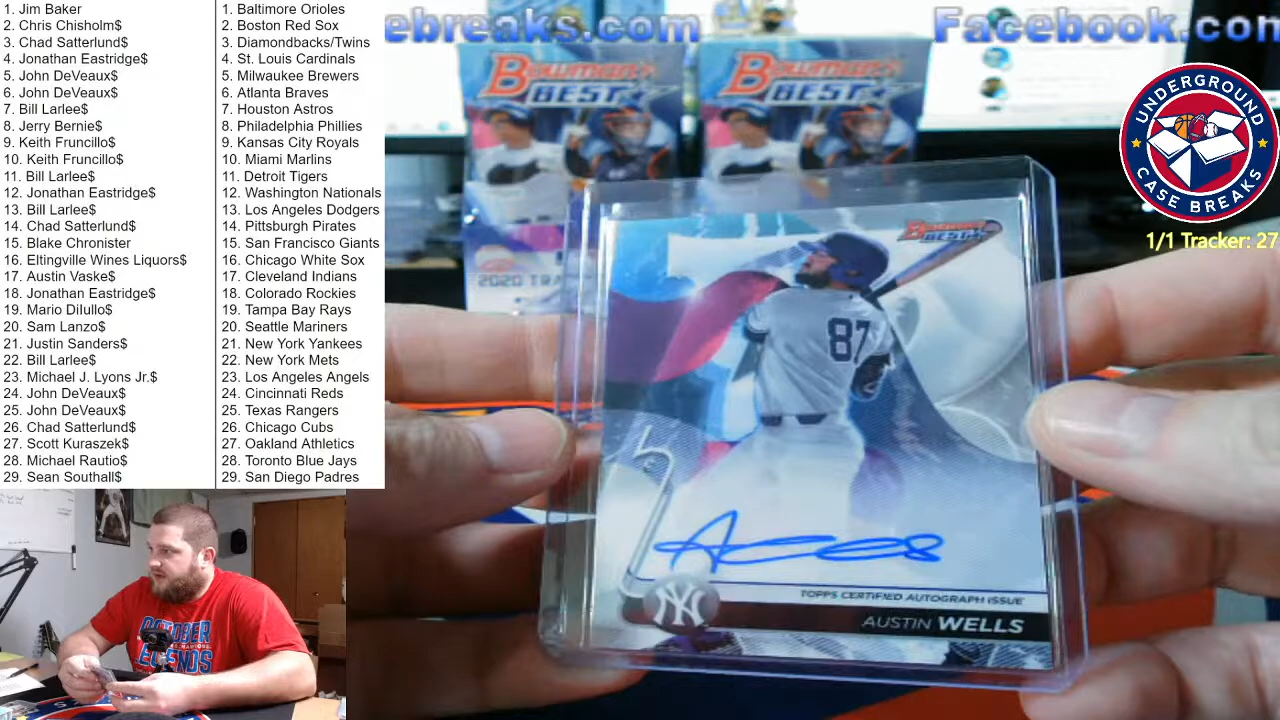 1. Jim Baker
2. Chris Chisholm$
3. Chad Satterlund$
4. Jonathan Eastridge$
5. John DeVeaux$
6. John DeVeaux$
7. Bill Larlee$
8. Jerry Bernie$
9. Keith Fruncillo$
10. Keith Fruncillo$
11. Bill Larlee$
12. Jonathan Eastridge$
13. Bill Larlee$
14. Chad Satterlund$
15. Blake Chronister
16. Eltingville Wines Liquors$
17. Austin Vaske$
18. Jonathan Eastridge$
19. Mario DiIullo$
20. Sam Lanzo$
21. Justin Sanders$
22. Bill Larlee$
23. Michael J. Lyons Jr.$
24. John DeVeaux$
25. John DeVeaux$
26. Chad Satterlund$
27. Scott Kuraszek$
28. Michael Rautio$
29. Sean Southall$
1. Baltimore Orioles
2. Boston Red Sox
3. Diamondbacks/Twins
4. St. Louis Cardinals
5. Milwaukee Brewers
6. Atlanta Braves
7. Houston Astros
8. Philadelphia Phillies
9. Kansas City Royals
10. Miami Marlins
11. Detroit Tigers
12. Washington Nationals
13. Los Angeles Dodgers
14. Pittsburgh Pirates
15. San Francisco Giants
16. Chicago White Sox
17. Cleveland Indians
18. Colorado Rockies
19. Tampa Bay Rays
20. Seattle Mariners
21. New York Yankees
22. New York Mets
23. Los Angeles Angels
24. Cincinnati Reds
25. Texas Rangers
26. Chicago Cubs
27. Oakland Athletics
28. Toronto Blue Jays
29. San Diego Padres
ebreaks.com
Facebook.com
BOWMAN'S
BEST
BOWMAN'S
BEST
2020 TRA
UNDERGROUND
CASE BREAKS
1/1 Tracker: 27
BOWMAN'S
BEST
87
NY
TOPPS CERTIFIED AUTOGRAPH ISSUE
AUSTIN WELLS
OCTOBER
LEGENDS